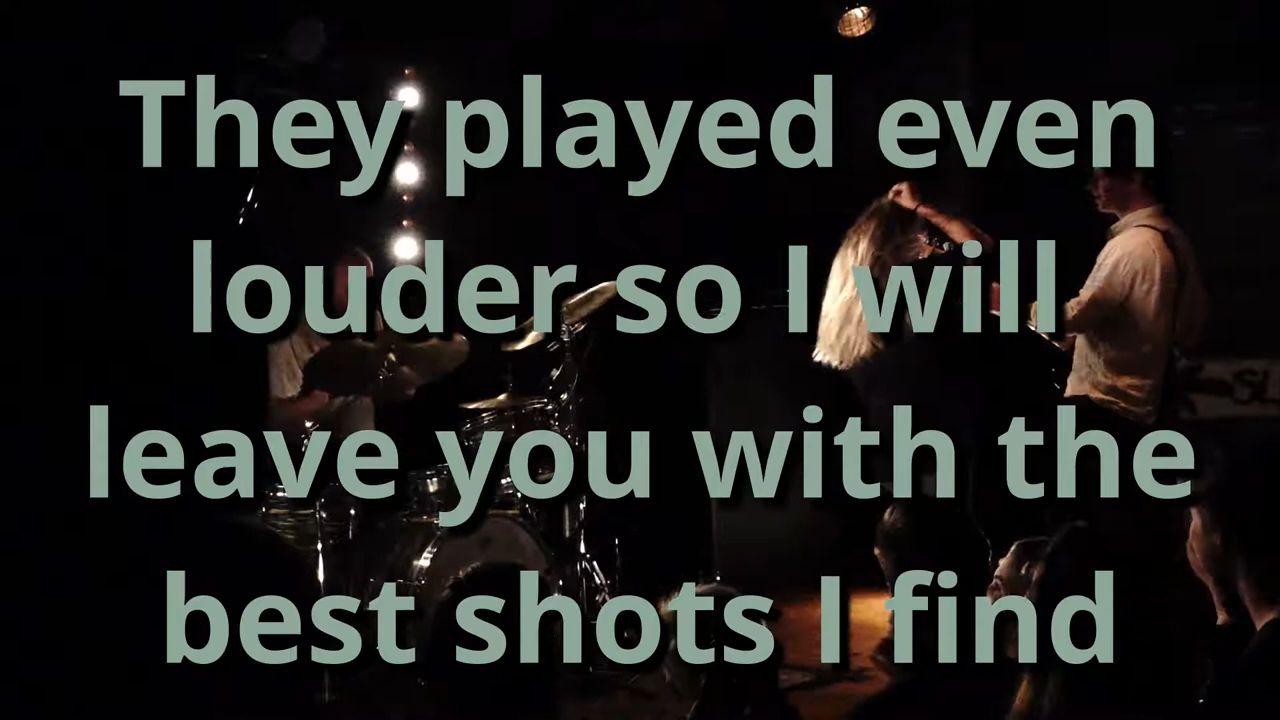 They played even
louder so I will
leave you with the
best shots I find